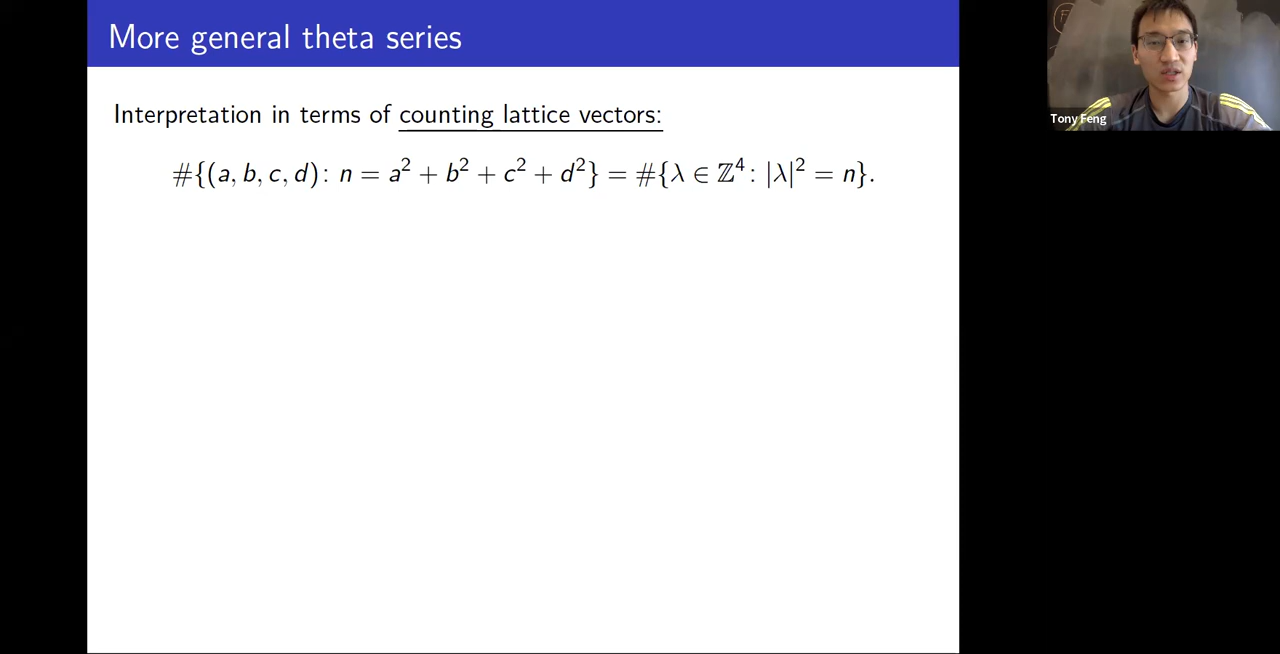 More general theta series
Interpretation in terms of counting lattice vectors:
#{(a, b, c, d): n = a² + b² + c² + d²} = #{λ ∈ ℤ⁴: |λ|² = n}.
Tony Feng